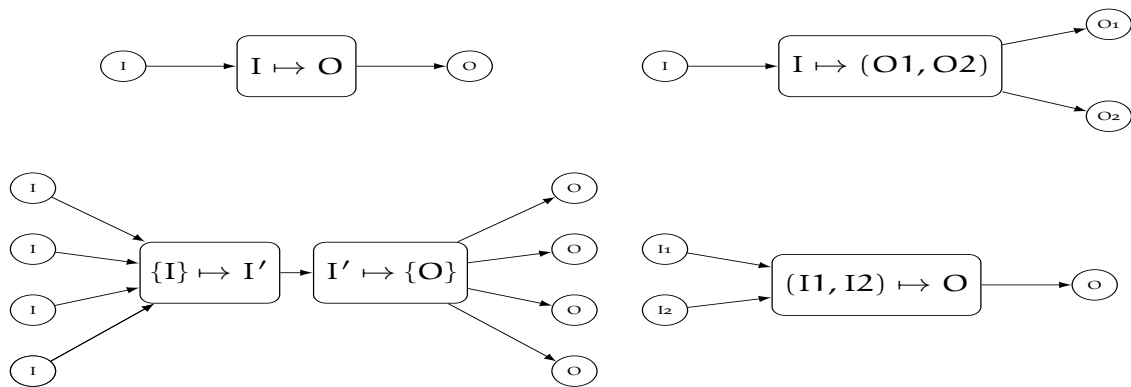 I
I ↦ O
O
I
I ↦ (O1, O2)
O1
O2
I
I
I
I
{I} ↦ I′
I′ ↦ {O}
O
O
O
O
I1
I2
(I1, I2) ↦ O
O